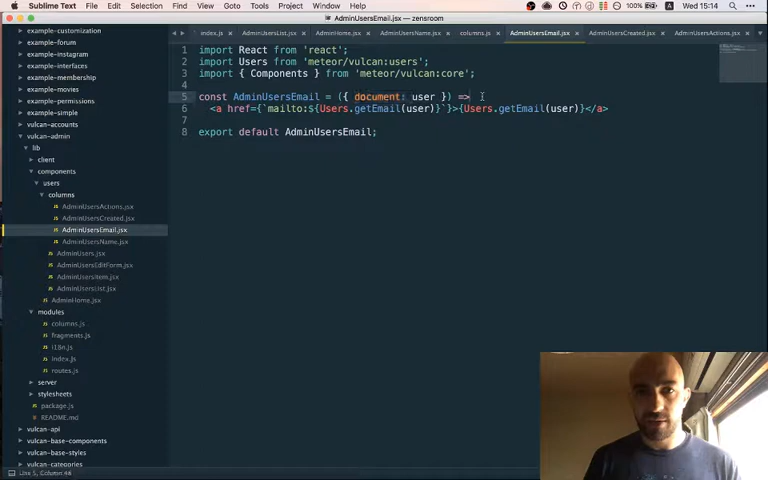 Sublime Text File Edit Selection Find View Goto Tools Project Window Help 100% Wed 15:14
AdminUsersEmail.jsx — zensroom
index.js AdminUsersList.jsx AdminHome.jsx AdminUsersName.jsx columns.js AdminUsersEmail.jsx AdminUsersCreated.jsx AdminUsersActions.jsx
example-customization
example-forum
example-instagram
example-interfaces
example-membership
example-movies
example-permissions
example-simple
vulcan-accounts
vulcan-admin
lib
client
components
users
columns
AdminUsersActions.jsx
AdminUsersCreated.jsx
AdminUsersEmail.jsx
AdminUsersName.jsx
AdminUsers.jsx
AdminUsersEditForm.jsx
AdminUsersItem.jsx
AdminUsersList.jsx
AdminHome.jsx
modules
columns.js
fragments.js
i18n.js
index.js
routes.js
server
stylesheets
package.js
README.md
vulcan-api
vulcan-base-components
vulcan-base-styles
vulcan-categories
1 import React from 'react';
2 import Users from 'meteor/vulcan:users';
3 import { Components } from 'meteor/vulcan:core';
4
5 const AdminUsersEmail = ({ document: user }) =>
6 <a href={`mailto:${Users.getEmail(user)}`}>{Users.getEmail(user)}</a>
7
8 export default AdminUsersEmail;
Line 5, Column 48